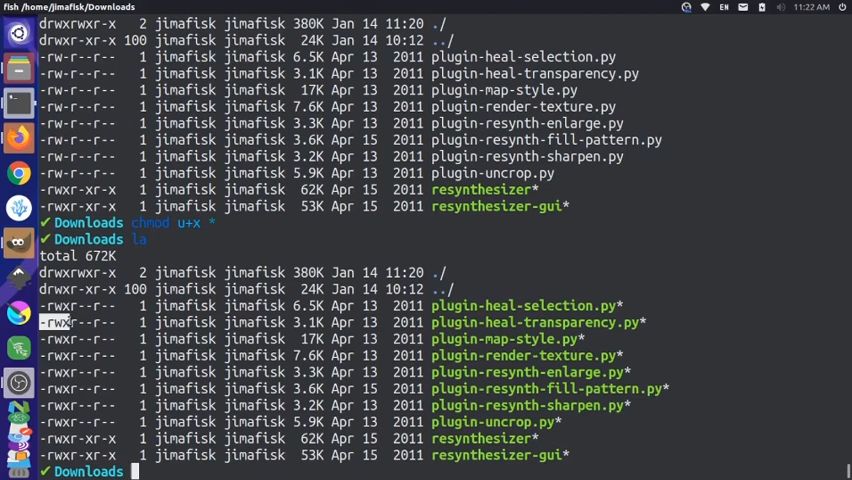 fish /home/jimafisk/Downloads
EN
11:22 AM
drwxrwxr-x 2 jimafisk jimafisk 380K Jan 14 11:20 ./
drwxr-xr-x 100 jimafisk jimafisk 24K Jan 14 10:12 ../
-rw-r--r-- 1 jimafisk jimafisk 6.5K Apr 13 2011 plugin-heal-selection.py
-rw-r--r-- 1 jimafisk jimafisk 3.1K Apr 13 2011 plugin-heal-transparency.py
-rw-r--r-- 1 jimafisk jimafisk 17K Apr 13 2011 plugin-map-style.py
-rw-r--r-- 1 jimafisk jimafisk 7.6K Apr 13 2011 plugin-render-texture.py
-rw-r--r-- 1 jimafisk jimafisk 3.3K Apr 13 2011 plugin-resynth-enlarge.py
-rw-r--r-- 1 jimafisk jimafisk 3.6K Apr 15 2011 plugin-resynth-fill-pattern.py
-rw-r--r-- 1 jimafisk jimafisk 3.2K Apr 13 2011 plugin-resynth-sharpen.py
-rw-r--r-- 1 jimafisk jimafisk 5.9K Apr 13 2011 plugin-uncrop.py
-rwxr-xr-x 1 jimafisk jimafisk 62K Apr 15 2011 resynthesizer*
-rwxr-xr-x 1 jimafisk jimafisk 53K Apr 15 2011 resynthesizer-gui*
✔ Downloads chmod u+x *
✔ Downloads la
total 672K
drwxrwxr-x 2 jimafisk jimafisk 380K Jan 14 11:20 ./
drwxr-xr-x 100 jimafisk jimafisk 24K Jan 14 10:12 ../
-rwxr--r-- 1 jimafisk jimafisk 6.5K Apr 13 2011 plugin-heal-selection.py*
-rwxr--r-- 1 jimafisk jimafisk 3.1K Apr 13 2011 plugin-heal-transparency.py*
-rwxr--r-- 1 jimafisk jimafisk 17K Apr 13 2011 plugin-map-style.py*
-rwxr--r-- 1 jimafisk jimafisk 7.6K Apr 13 2011 plugin-render-texture.py*
-rwxr--r-- 1 jimafisk jimafisk 3.3K Apr 13 2011 plugin-resynth-enlarge.py*
-rwxr--r-- 1 jimafisk jimafisk 3.6K Apr 15 2011 plugin-resynth-fill-pattern.py*
-rwxr--r-- 1 jimafisk jimafisk 3.2K Apr 13 2011 plugin-resynth-sharpen.py*
-rwxr--r-- 1 jimafisk jimafisk 5.9K Apr 13 2011 plugin-uncrop.py*
-rwxr-xr-x 1 jimafisk jimafisk 62K Apr 15 2011 resynthesizer*
-rwxr-xr-x 1 jimafisk jimafisk 53K Apr 15 2011 resynthesizer-gui*
✔ Downloads